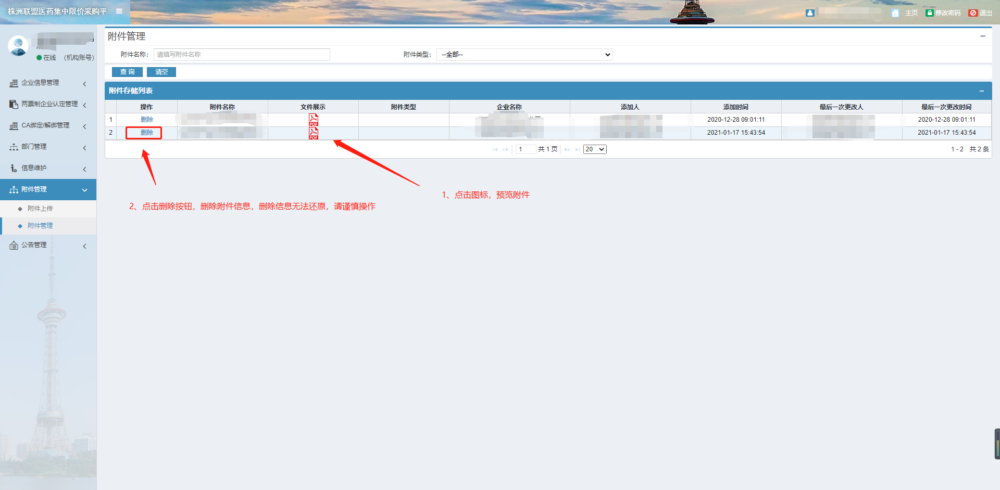 株洲联盟医药集中限价采购平
主页
修改密码
退出
在线 (机构账号)
企业信息管理
两票制企业认定管理
CA绑定/解绑管理
部门管理
信息维护
附件管理
附件上传
附件管理
公告管理
附件管理
附件名称: 请填写附件名称
附件类型: --全部--
查 询
清空
附件存储列表
操作 附件名称 文件展示 附件类型 企业名称 添加人 添加时间 最后一次更改人 最后一次更改时间
1 删除 PDF 2020-12-28 09:01:11 2020-12-28 09:01:11
2 删除 PDF 2021-01-17 15:43:54 2021-01-17 15:43:54
1 共 1 页 20
1 - 2 共 2 条
1、点击图标，预览附件
2、点击删除按钮，删除附件信息，删除信息无法还原，请谨慎操作